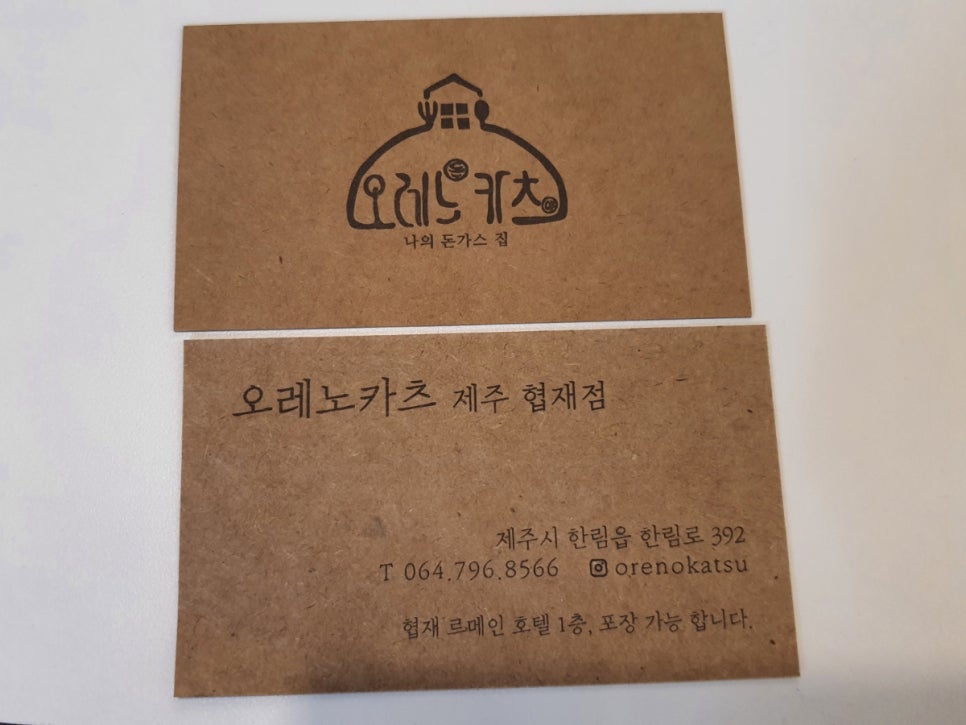 오레노카츠
나의 돈가스 집
오레노카츠 제주 협재점
제주시 한림읍 한림로 392
T 064.796.8566 orenokatsu
협재 르메인 호텔 1층, 포장 가능 합니다.